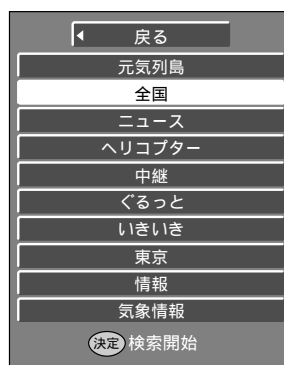 戻る
元気列島
全国
ニュース
ヘリコプター
中継
ぐるっと
いきいき
東京
情報
気象情報
決定 検索開始